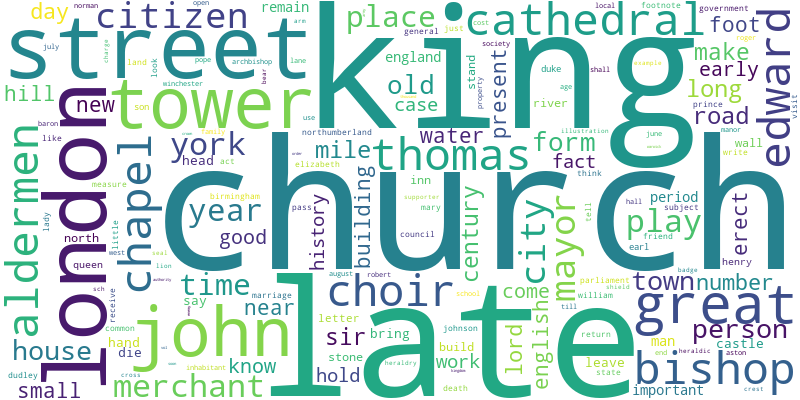 day citizen place cathedral
remain
norman open arm general local government
footnote
street king
july charge look pope archbishop lane
england just cost society
hill land bear stand duke shall example
new tower old present age make early edward
winchester case property prince long
baron son use river road visit
like northumberland illustration june manor
london york mile water form wall
aldermen chapel head act elizabeth thomas fact write
measure family inn think
birmingham church
lady year supporter history building century city mayor play period
little pass mary tell hall subject
north good council friend earl henry erect
queen west seal lion august robert parliament badge
time choir come town number
sch receive marriage school william shield
common say near letter johnson till great
house hand john sir bring lord english return person
inhabitant stone build man castle
dudley die know heraldry work leave end heraldic aston
small cross merchant hold death late state bishop
important crest